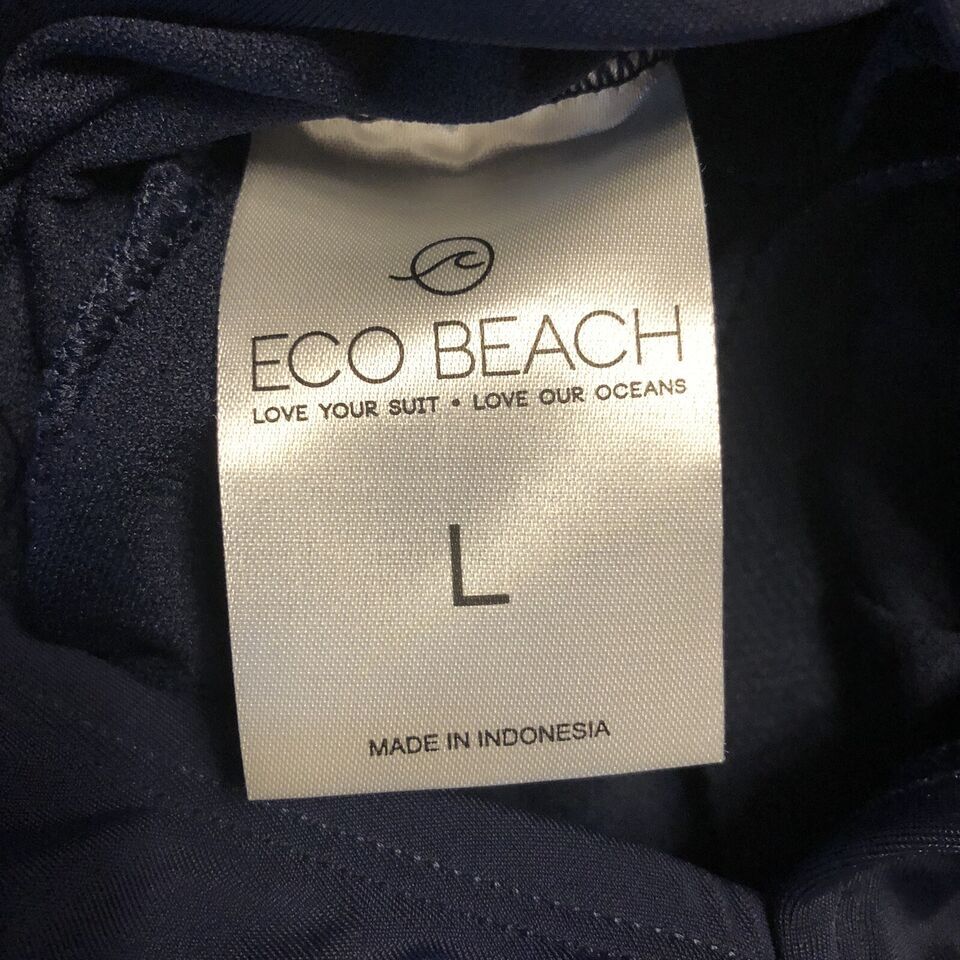 ECO BEACH
LOVE YOUR SUIT • LOVE OUR OCEANS
L
MADE IN INDONESIA